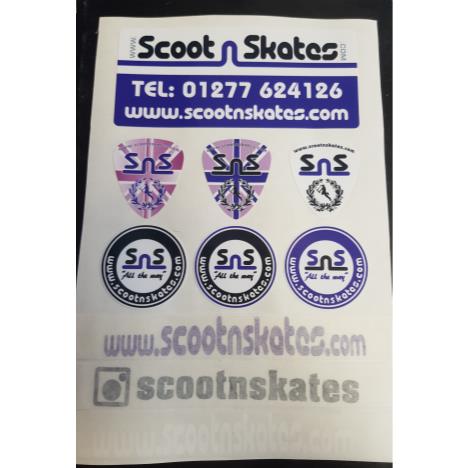 www. Scoot n Skates .COM
TEL: 01277 624126
www.scootnskates.com
SnS SnS www.scootnskates.com
SnS
SnS SnS SnS
"All the way" "All the way" "All the way"
www.scootnskates.com www.scootnskates.com www.scootnskates.com
www.scootnskates.com
scootnskates
www.scootnskates.com